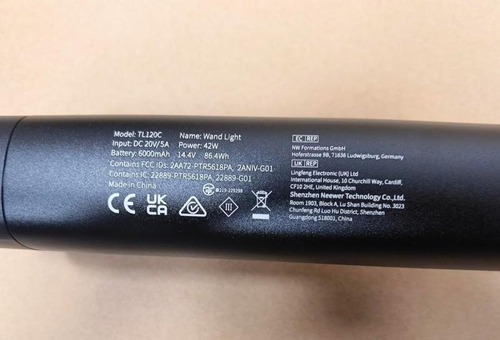 Model: TL120C
Name: Wand Light
Input: DC 20V/5A
Power: 42W
Battery: 6000mAh 14.4V 86.4Wh
Contains FCC IDs: 2AA72-PTR5618PA, 2ANIV-G01
Contains IC: 22889-PTR5618PA, 22889-G01
Made in China
CE
UK
CA
III
EC REP
NW Formations GmbH
Hoferstrasse 9B, 71636 Ludwigsburg, Germany
UK REP
Lingfeng Electronic (UK) Ltd
International House, 10 Churchill Way, Cardiff,
CF10 2HE, United Kingdom
Shenzhen Neewer Technology Co.,Ltd.
Room 1903, Block A, Lu Shan Building No. 3023
Chunfeng Rd Luo Hu District, Shenzhen
Guangdong 518001, China